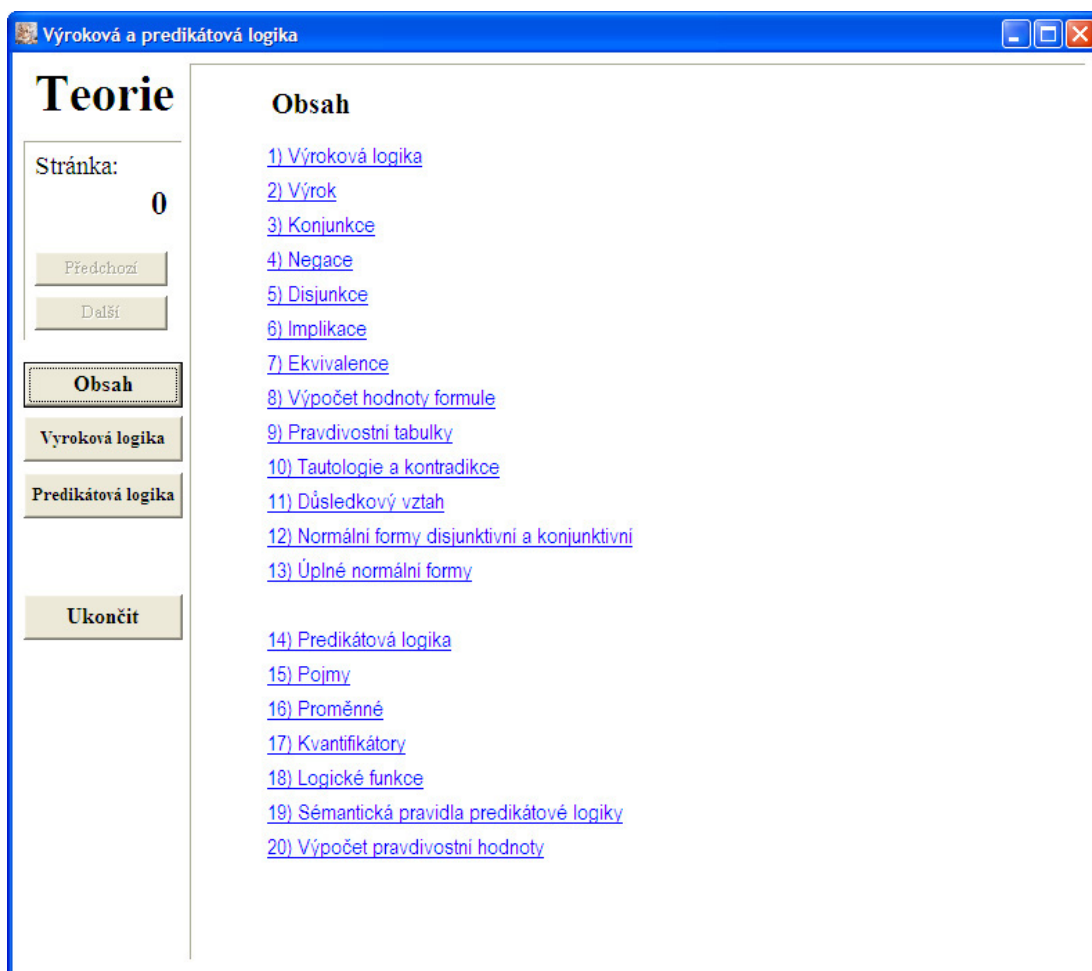 Výroková a predikátová logika
Teorie
Stránka:
0
Předchozí
Další
Obsah
Vyroková logika
Predikátová logika
Ukončit
Obsah
1) Výroková logika
2) Výrok
3) Konjunkce
4) Negace
5) Disjunkce
6) Implikace
7) Ekvivalence
8) Výpočet hodnoty formule
9) Pravdivostní tabulky
10) Tautologie a kontradikce
11) Důsledkový vztah
12) Normální formy disjunktivní a konjunktivní
13) Úplné normální formy
14) Predikátová logika
15) Pojmy
16) Proměnné
17) Kvantifikátory
18) Logické funkce
19) Sémantická pravidla predikátové logiky
20) Výpočet pravdivostní hodnoty